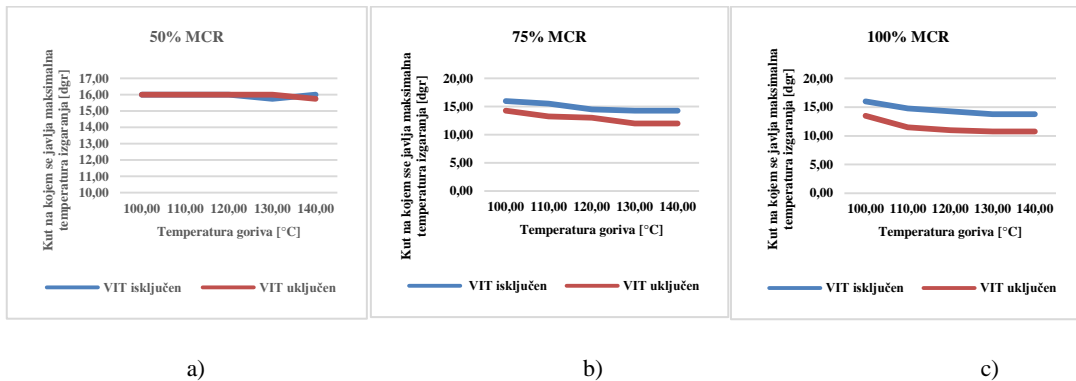 50% MCR
Kut na kojem se javlja maksimalna
temperatura izgaranja [dgr]
17,00
16,00
15,00
14,00
13,00
12,00
11,00
10,00
100,00 110,00 120,00 130,00 140,00
Temperatura goriva [°C]
VIT isključen VIT uključen
a)
75% MCR
Kut na kojem sse javlja maksimalna
temperatura izgaranja [dgr]
20,00
15,00
10,00
5,00
0,00
100,00 110,00 120,00 130,00 140,00
Temperatura goriva [°C]
VIT isključen VIT uključen
b)
100% MCR
Kut na kojem se javlja maksimalna
temperatura izgaranja [dgr]
20,00
15,00
10,00
5,00
0,00
100,00 110,00 120,00 130,00 140,00
Temperatura goriva [°C]
VIT isključen VIT uključen
c)